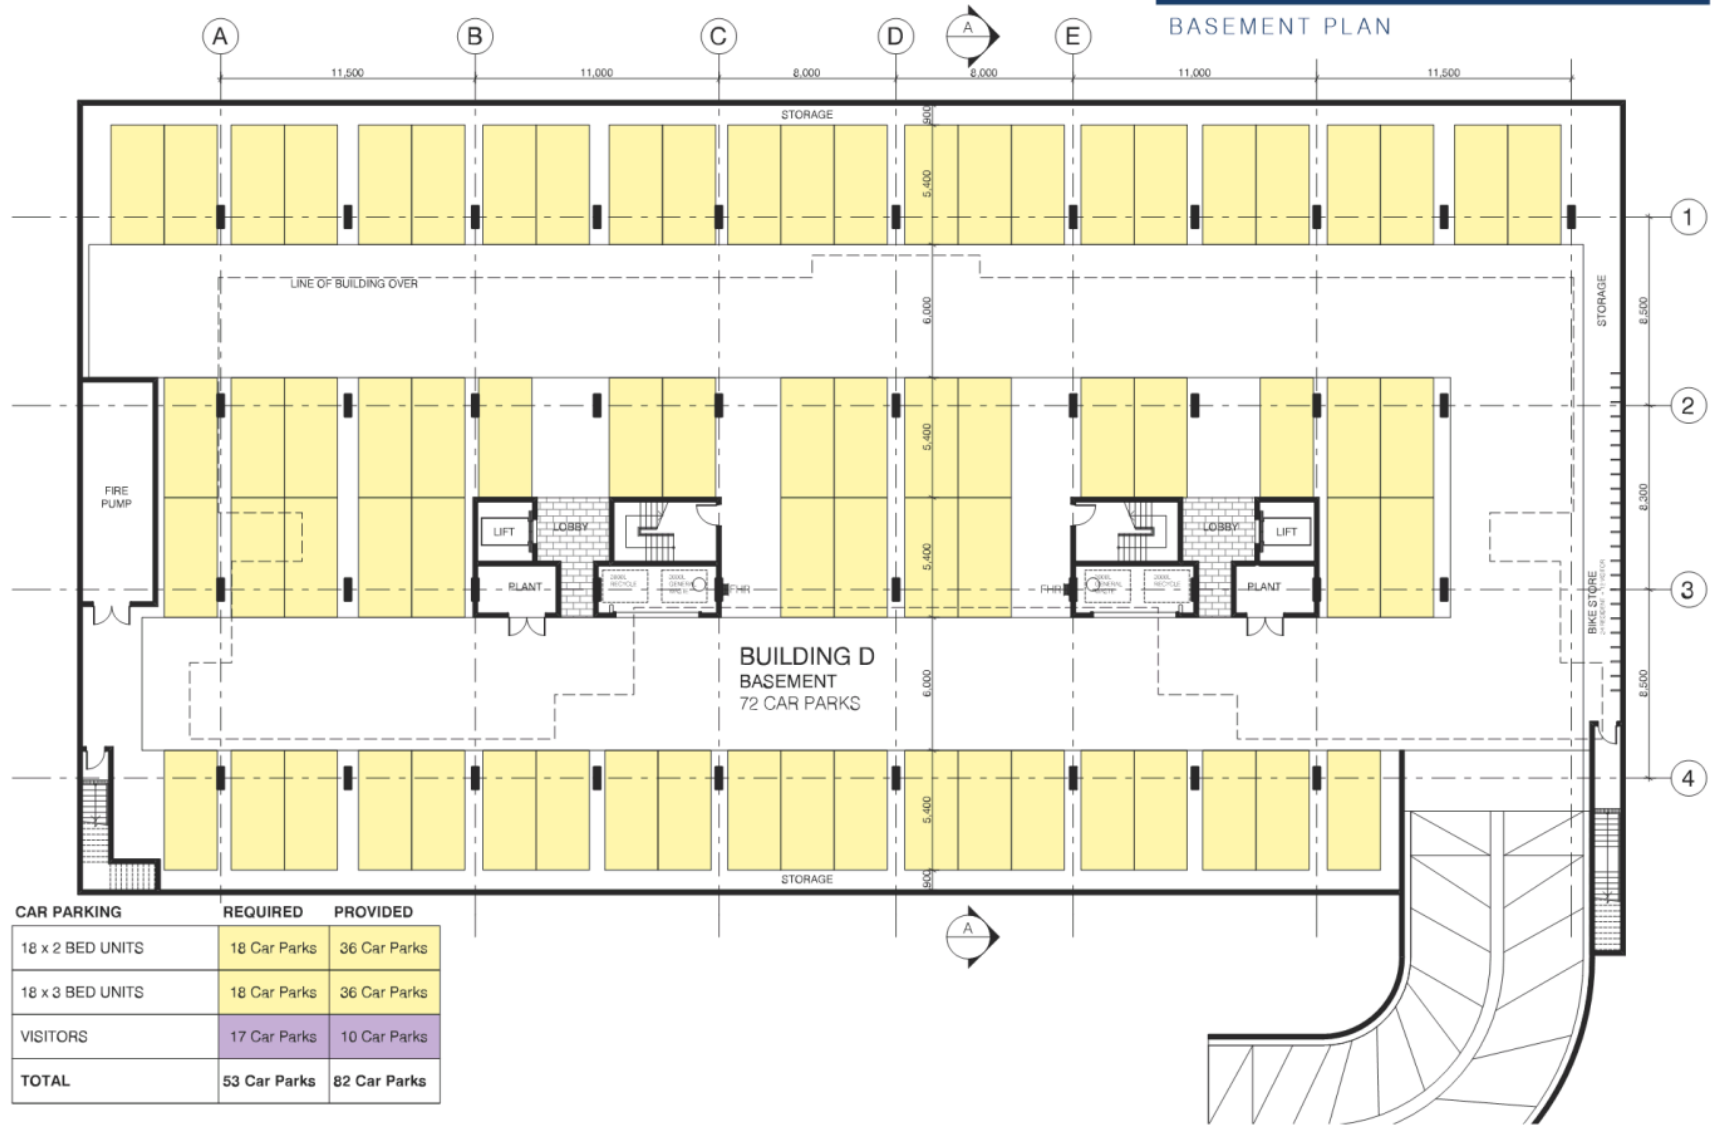 BASEMENT PLAN
A
B
C
D
A
E
11,500
11,000
8,000
8,000
11,000
11,500
STORAGE
900
5,400
1
LINE OF BUILDING OVER
6,000
STORAGE
8,500
2
5,400
FIRE
PUMP
8,300
LIFT
LOBBY
LOBBY
LIFT
5,400
PLANT
RECYCLE
GENERAL
FHR
FHR
GENERAL
RECYCLE
PLANT
3
BIKE STORE
BUILDING D
BASEMENT
72 CAR PARKS
6,000
8,500
4
5,400
STORAGE
900
A
CAR PARKING REQUIRED PROVIDED
18 x 2 BED UNITS 18 Car Parks 36 Car Parks
18 x 3 BED UNITS 18 Car Parks 36 Car Parks
VISITORS 17 Car Parks 10 Car Parks
TOTAL 53 Car Parks 82 Car Parks